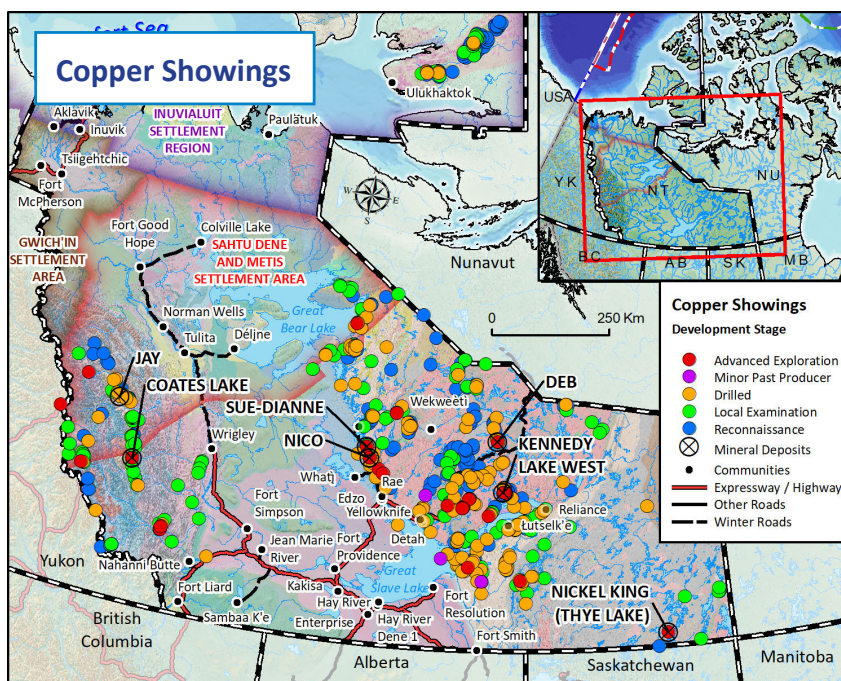 Beaufort Sea
Copper Showings
Aklavik
Inuvik
INUVIALUIT
SETTLEMENT
REGION
Paulatuk
Ulukhaktok
Tsiigehtchic
Fort
McPherson
GWICH'IN
SETTLEMENT
AREA
Fort Good
Hope
Colville Lake
SAHTU DENE
AND METIS
SETTLEMENT AREA
N
W
E
S
Nunavut
Great
Bear Lake
Norman Wells
Tulita
Délįne
0
250 Km
JAY
COATES LAKE
SUE-DIANNE
NICO
Wekweètì
DEB
KENNEDY
LAKE WEST
Wrigley
Whatì
Rae
Edzo
Yellowknife
Detah
Reliance
Łutselk'e
Fort
Simpson
Jean Marie
River
Fort
Providence
Great
Slave Lake
Yukon
Nahanni Butte
Kakisa
Fort Liard
Sambaa K'e
Hay River
Enterprise
Hay River
Dene 1
Fort
Resolution
Fort Smith
NICKEL KING
(THYE LAKE)
British
Columbia
Alberta
Saskatchewan
Manitoba
USA
YK
NT
NU
BC
AB
SK
MB
Copper Showings
Development Stage
Advanced Exploration
Minor Past Producer
Drilled
Local Examination
Reconnaissance
Mineral Deposits
Communities
Expressway / Highway
Other Roads
Winter Roads